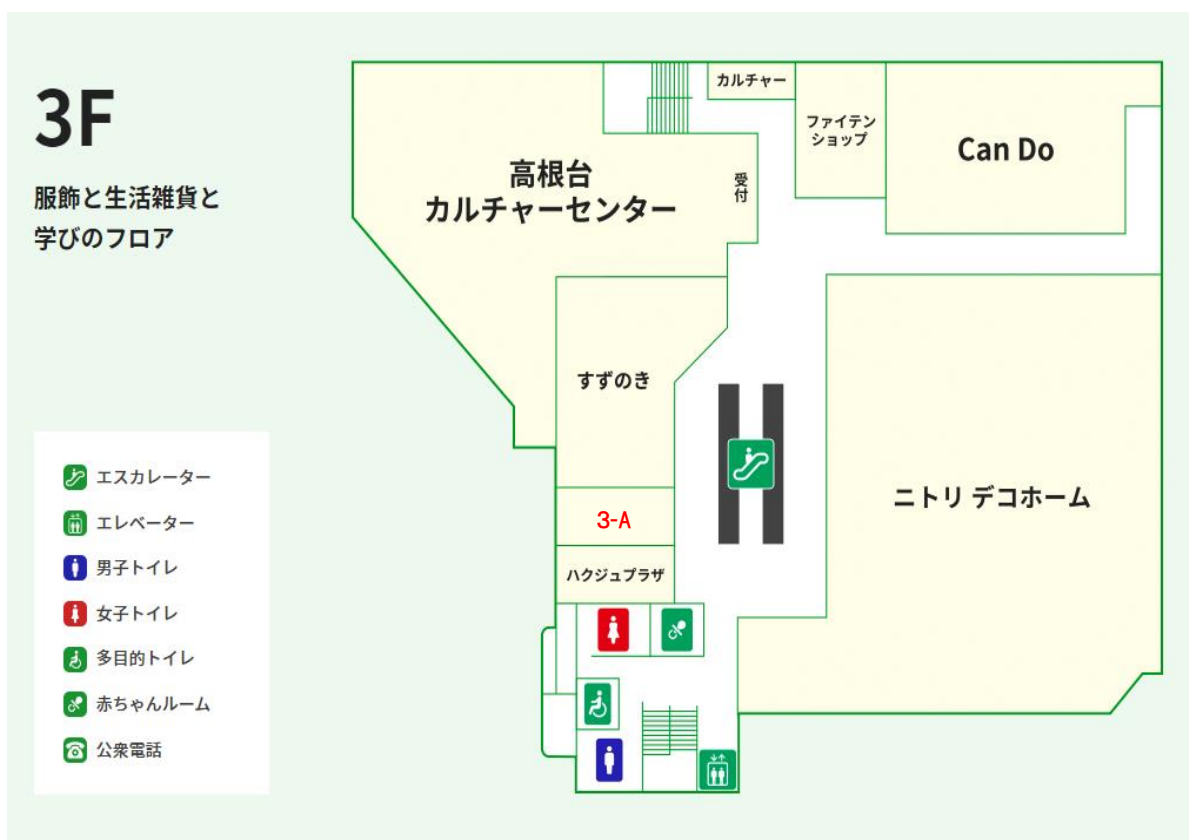 3F
服飾と生活雑貨と
学びのフロア
カルチャー
ファイテン
ショップ
Can Do
高根台
カルチャーセンター
受付
すずのき
3-A
ハクジュプラザ
ニトリ デコホーム
エスカレーター
エレベーター
男子トイレ
女子トイレ
多目的トイレ
赤ちゃんルーム
公衆電話